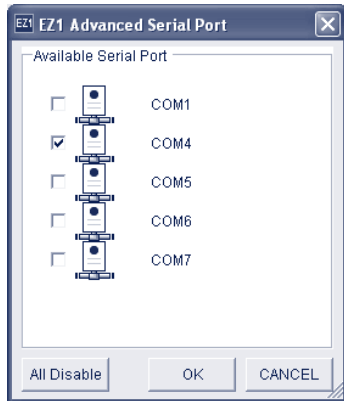 EZ1 EZ1 Advanced Serial Port
Available Serial Port
COM1
COM4
COM5
COM6
COM7
All Disable OK CANCEL